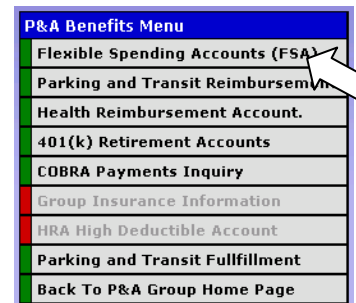 P&A Benefits Menu
Flexible Spending Accounts (FSA)
Parking and Transit Reimbursem
Health Reimbursement Account.
401(k) Retirement Accounts
COBRA Payments Inquiry
Group Insurance Information
HRA High Deductible Account
Parking and Transit Fullfillment
Back To P&A Group Home Page